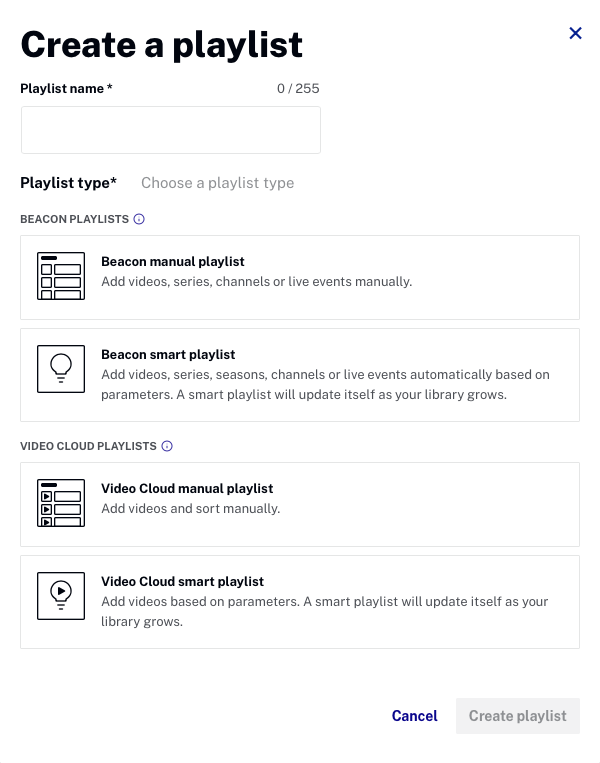 Create a playlist
Playlist name *
0 / 255
Playlist type*
Choose a playlist type
BEACON PLAYLISTS
Beacon manual playlist
Add videos, series, channels or live events manually.
Beacon smart playlist
Add videos, series, seasons, channels or live events automatically based on
parameters. A smart playlist will update itself as your library grows.
VIDEO CLOUD PLAYLISTS
Video Cloud manual playlist
Add videos and sort manually.
Video Cloud smart playlist
Add videos based on parameters. A smart playlist will update itself as your
library grows.
Cancel
Create playlist